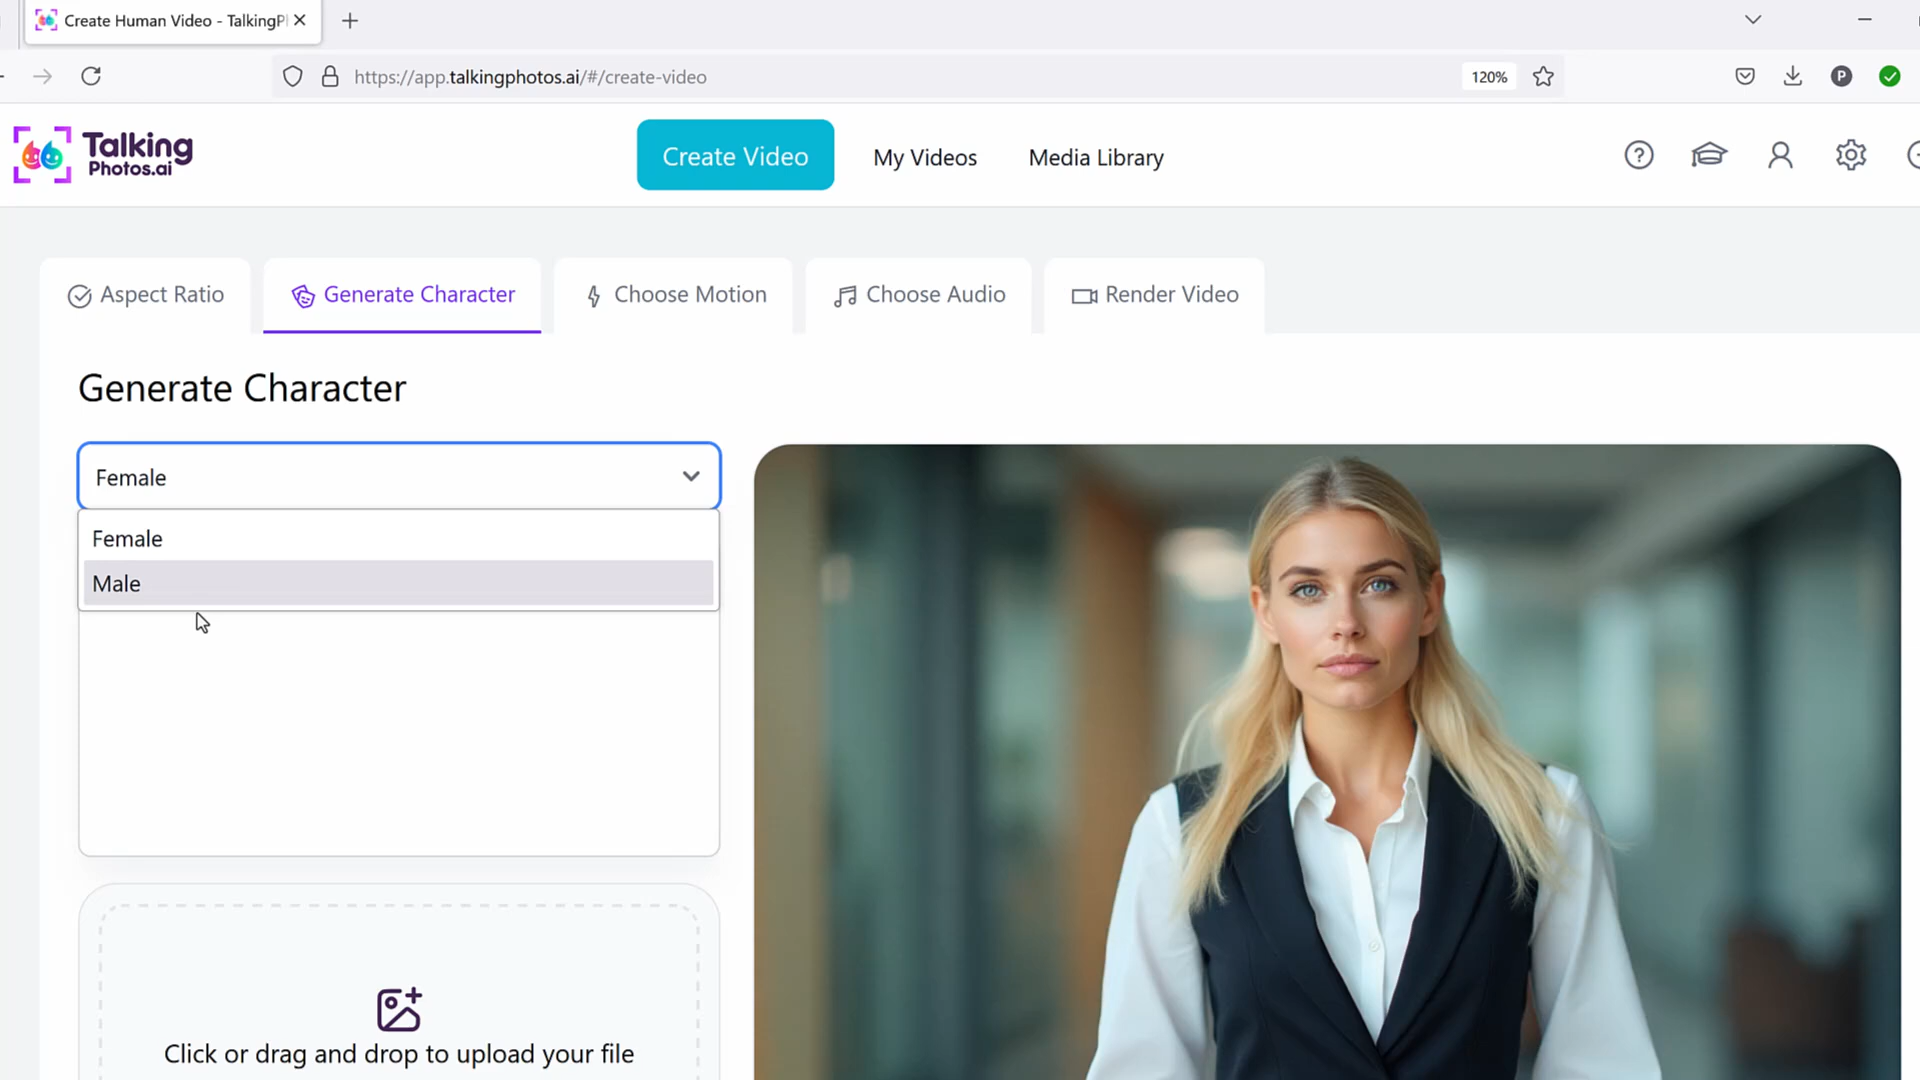 Create Human Video - TalkingPl
https://app.talkingphotos.ai/#/create-video
120%
P
Talking
Photos.ai
Create Video
My Videos
Media Library
Aspect Ratio
Generate Character
Choose Motion
Choose Audio
Render Video
Generate Character
Female
Female
Male
Click or drag and drop to upload your file